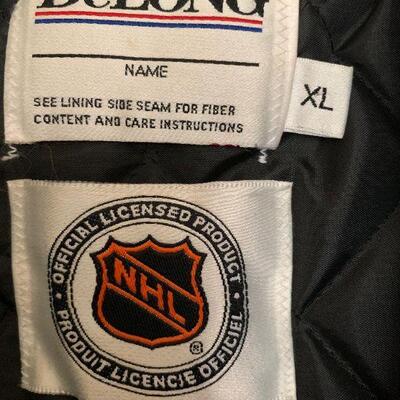 DeLONG
NAME
SEE LINING SIDE SEAM FOR FIBER
CONTENT AND CARE INSTRUCTIONS
XL
• OFFICIAL LICENSED PRODUCT •
NHL
®
PRODUIT LICENCIE OFFICIEL